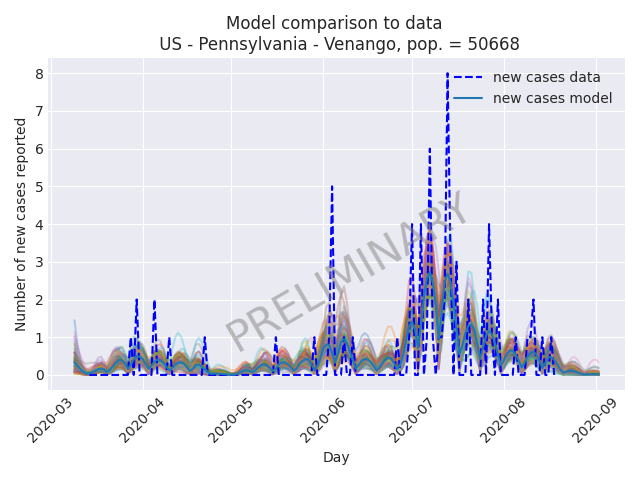 Model comparison to data
US - Pennsylvania - Venango, pop. = 50668
new cases data
new cases model
Number of new cases reported
8
7
6
5
4
3
2
1
0
PRELIMINARY
2020-03
2020-04
2020-05
2020-06
2020-07
2020-08
2020-09
Day